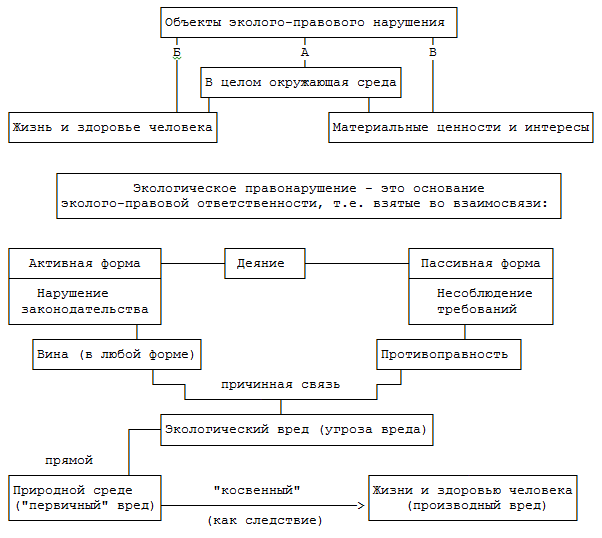 Объекты эколого-правового нарушения
Б А В
В целом окружающая среда
Жизнь и здоровье человека
Материальные ценности и интересы
Экологическое правонарушение - это основание
эколого-правовой ответственности, т.е. взятые во взаимосвязи:
Активная форма
Деяние
Пассивная форма
Нарушение
законодательства
Несоблюдение
требований
Вина (в любой форме)
Противоправность
причинная связь
Экологический вред (угроза вреда)
прямой
Природной среде
("первичный" вред)
"косвенный"
(как следствие)
Жизни и здоровью человека
(производный вред)